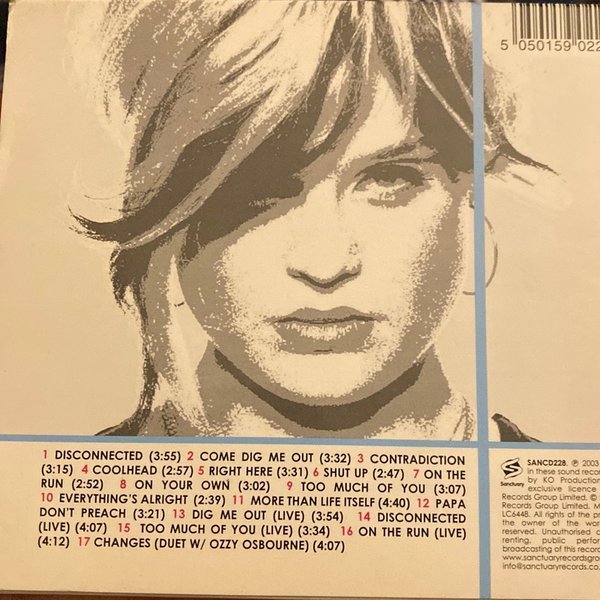 5 050159 022
1 DISCONNECTED (3:55) 2 COME DIG ME OUT (3:32) 3 CONTRADICTION
(3:15) 4 COOLHEAD (2:57) 5 RIGHT HERE (3:31) 6 SHUT UP (2:47) 7 ON THE
RUN (2:52) 8 ON YOUR OWN (3:02) 9 TOO MUCH OF YOU (3:07)
10 EVERYTHING'S ALRIGHT (2:39) 11 MORE THAN LIFE ITSELF (4:40) 12 PAPA
DON'T PREACH (3:21) 13 DIG ME OUT (LIVE) (3:54) 14 DISCONNECTED
(LIVE) (4:07) 15 TOO MUCH OF YOU (LIVE) (3:34) 16 ON THE RUN (LIVE)
(4:12) 17 CHANGES (DUET W/ OZZY OSBOURNE) (4:07)
Sanctuary
SANCD228. ℗ 2003
in these sound recor
by KO Production
exclusive licence
Records Group Limited. ©
Records Group Limited. M
LC6448. All rights of the pr
the owner of the wor
reserved. Unauthorised c
renting, public perfor
broadcasting of this record
www.sanctuaryrecordsgro
info@sanctuaryrecords.co